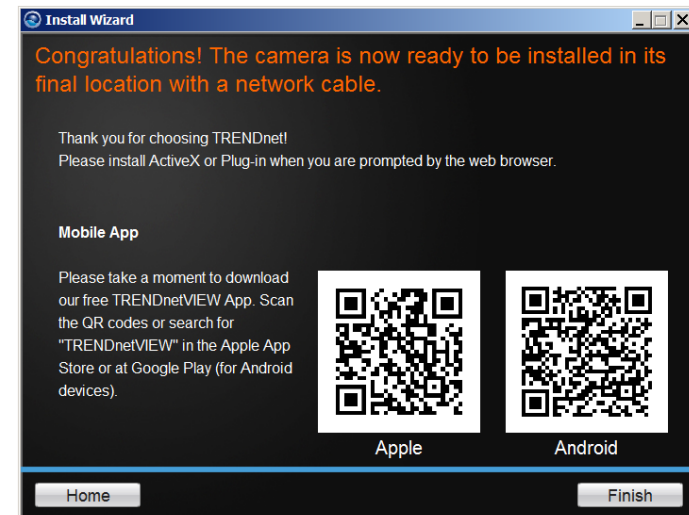 Install Wizard
Congratulations! The camera is now ready to be installed in its
final location with a network cable.
Thank you for choosing TRENDnet!
Please install ActiveX or Plug-in when you are prompted by the web browser.
Mobile App
Please take a moment to download
our free TRENDnetVIEW App. Scan
the QR codes or search for
"TRENDnetVIEW" in the Apple App
Store or at Google Play (for Android
devices).
Apple
Android
Home
Finish